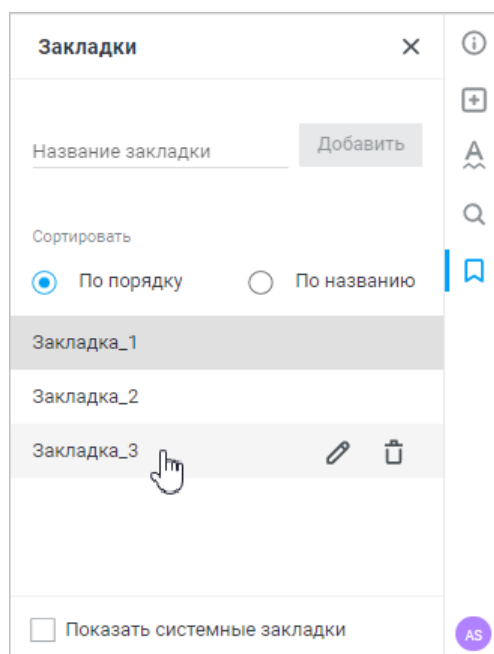 Закладки
Название закладки
Добавить
Сортировать
По порядку По названию
Закладка_1
Закладка_2
Закладка_3
Показать системные закладки
AS